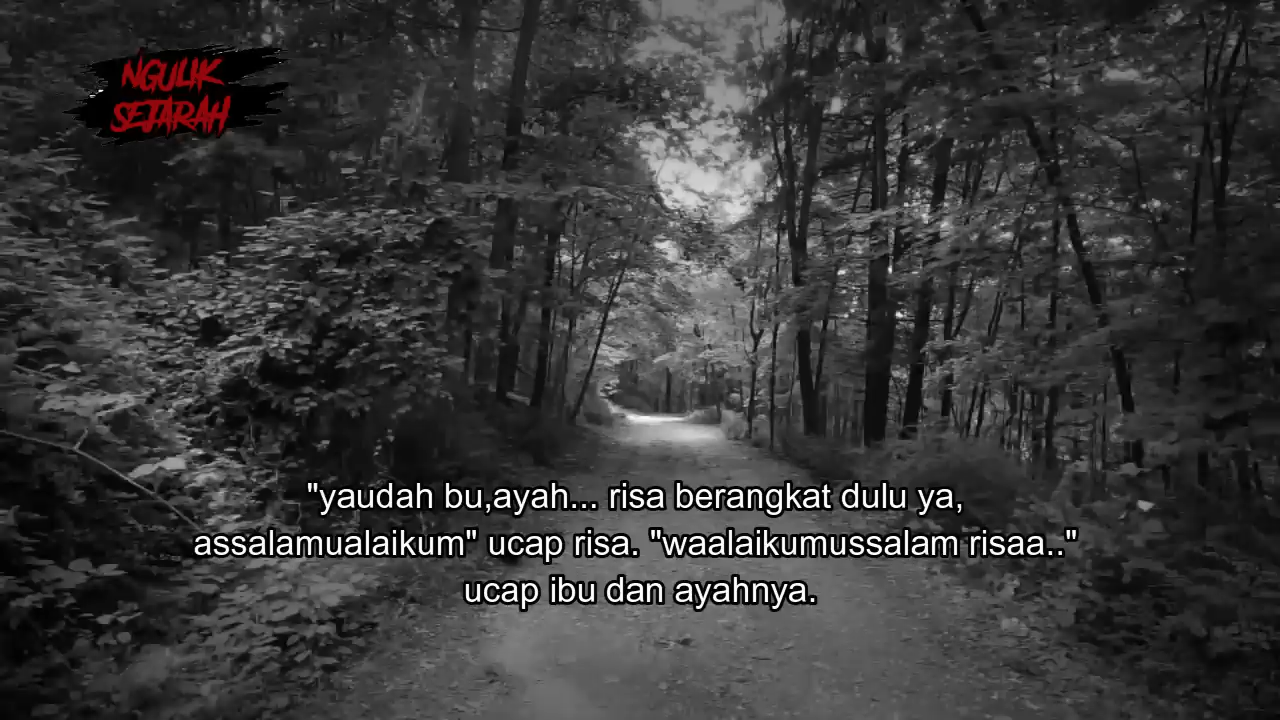 NGULIK
SEJARAH
"yaudah bu,ayah... risa berangkat dulu ya,
assalamualaikum" ucap risa. "waalaikumussalam risaa.."
ucap ibu dan ayahnya.